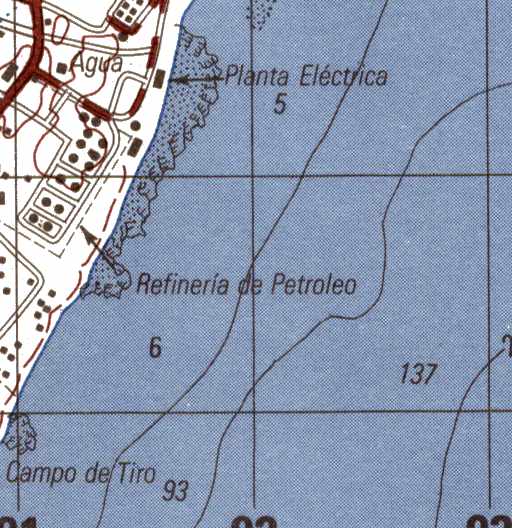 Agua
Planta Eléctrica
5
Refinería de Petroleo
6
137
Campo de Tiro
93